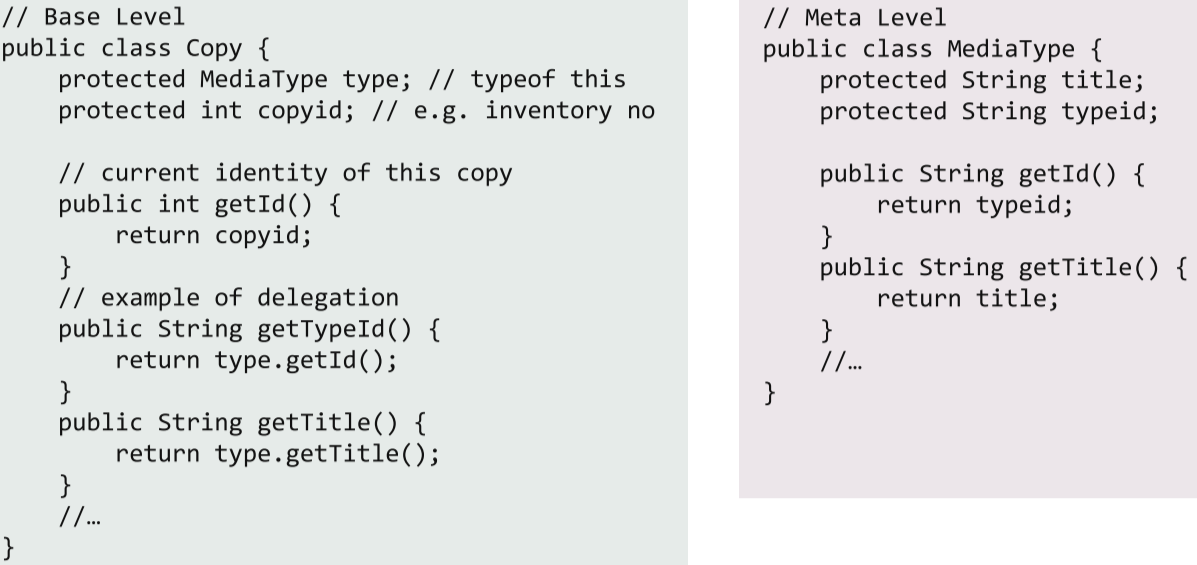 // Base Level
public class Copy {
    protected MediaType type; // typeof this
    protected int copyid; // e.g. inventory no

    // current identity of this copy
    public int getId() {
        return copyid;
    }
    // example of delegation
    public String getTypeId() {
        return type.getId();
    }
    public String getTitle() {
        return type.getTitle();
    }
    //…
}
// Meta Level
public class MediaType {
    protected String title;
    protected String typeid;

    public String getId() {
        return typeid;
    }
    public String getTitle() {
        return title;
    }
    //…
}